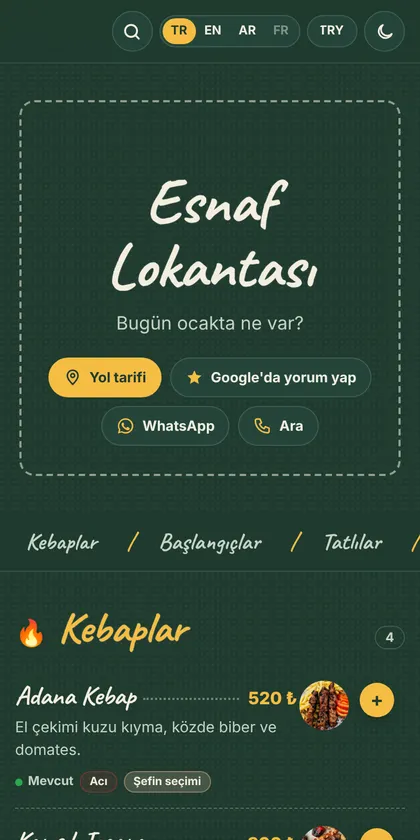 TR EN AR FR TRY
Esnaf
Lokantası
Bugün ocakta ne var?
Yol tarifi Google'da yorum yap
WhatsApp Ara
Kebaplar / Başlangıçlar / Tatlılar /
Kebaplar 4
Adana Kebap 520 ₺ +
El çekimi kuzu kıyma, közde biber ve
domates.
Mevcut Acı Şefin seçimi